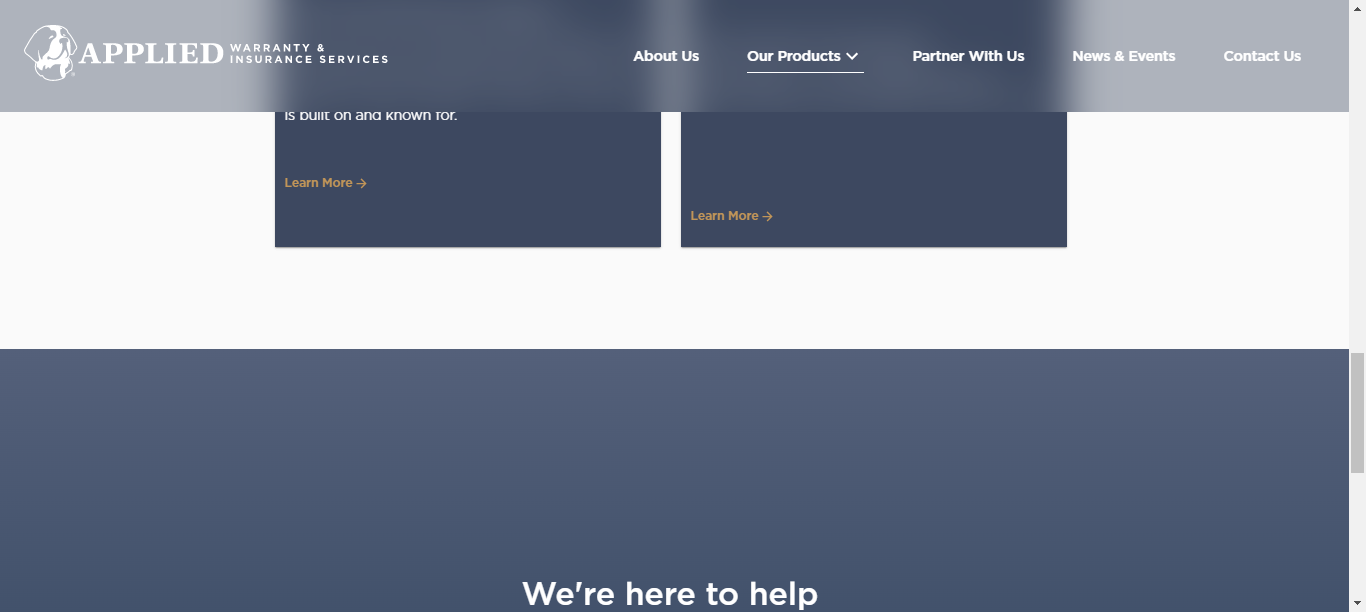 APPLIED WARRANTY &
INSURANCE SERVICES
About Us
Our Products
Partner With Us
News & Events
Contact Us
is built on and known for.
Learn More →
Learn More →
We're here to help